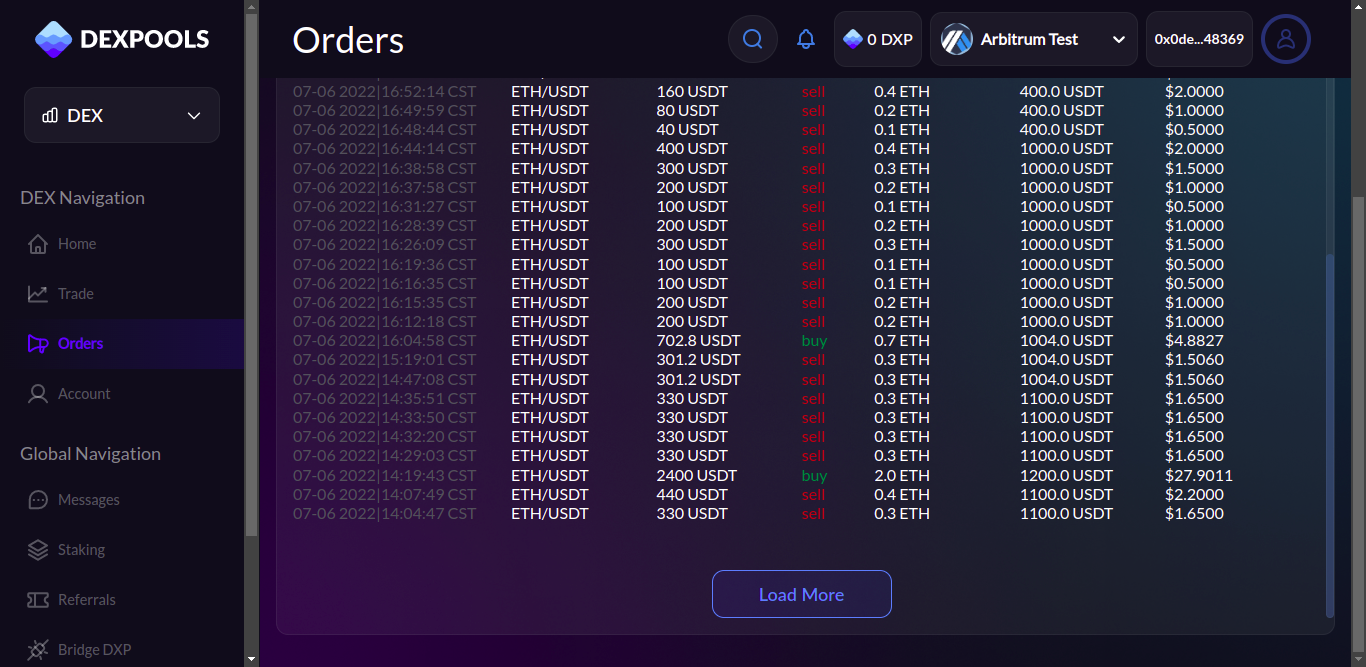 DEXPOOLS
Orders
0 DXP
Arbitrum Test
0x0de...48369
DEX
DEX Navigation
Home
Trade
Orders
Account
Global Navigation
Messages
Staking
Referrals
Bridge DXP
07-06 2022|16:52:14 CST ETH/USDT 160 USDT sell 0.4 ETH 400.0 USDT $2.0000
07-06 2022|16:49:59 CST ETH/USDT 80 USDT sell 0.2 ETH 400.0 USDT $1.0000
07-06 2022|16:48:44 CST ETH/USDT 40 USDT sell 0.1 ETH 400.0 USDT $0.5000
07-06 2022|16:44:14 CST ETH/USDT 400 USDT sell 0.4 ETH 1000.0 USDT $2.0000
07-06 2022|16:38:58 CST ETH/USDT 300 USDT sell 0.3 ETH 1000.0 USDT $1.5000
07-06 2022|16:37:58 CST ETH/USDT 200 USDT sell 0.2 ETH 1000.0 USDT $1.0000
07-06 2022|16:31:27 CST ETH/USDT 100 USDT sell 0.1 ETH 1000.0 USDT $0.5000
07-06 2022|16:28:39 CST ETH/USDT 200 USDT sell 0.2 ETH 1000.0 USDT $1.0000
07-06 2022|16:26:09 CST ETH/USDT 300 USDT sell 0.3 ETH 1000.0 USDT $1.5000
07-06 2022|16:19:36 CST ETH/USDT 100 USDT sell 0.1 ETH 1000.0 USDT $0.5000
07-06 2022|16:16:35 CST ETH/USDT 100 USDT sell 0.1 ETH 1000.0 USDT $0.5000
07-06 2022|16:15:35 CST ETH/USDT 200 USDT sell 0.2 ETH 1000.0 USDT $1.0000
07-06 2022|16:12:18 CST ETH/USDT 200 USDT sell 0.2 ETH 1000.0 USDT $1.0000
07-06 2022|16:04:58 CST ETH/USDT 702.8 USDT buy 0.7 ETH 1004.0 USDT $4.8827
07-06 2022|15:19:01 CST ETH/USDT 301.2 USDT sell 0.3 ETH 1004.0 USDT $1.5060
07-06 2022|14:47:08 CST ETH/USDT 301.2 USDT sell 0.3 ETH 1004.0 USDT $1.5060
07-06 2022|14:35:51 CST ETH/USDT 330 USDT sell 0.3 ETH 1100.0 USDT $1.6500
07-06 2022|14:33:50 CST ETH/USDT 330 USDT sell 0.3 ETH 1100.0 USDT $1.6500
07-06 2022|14:32:20 CST ETH/USDT 330 USDT sell 0.3 ETH 1100.0 USDT $1.6500
07-06 2022|14:29:03 CST ETH/USDT 330 USDT sell 0.3 ETH 1100.0 USDT $1.6500
07-06 2022|14:19:43 CST ETH/USDT 2400 USDT buy 2.0 ETH 1200.0 USDT $27.9011
07-06 2022|14:07:49 CST ETH/USDT 440 USDT sell 0.4 ETH 1100.0 USDT $2.2000
07-06 2022|14:04:47 CST ETH/USDT 330 USDT sell 0.3 ETH 1100.0 USDT $1.6500
Load More